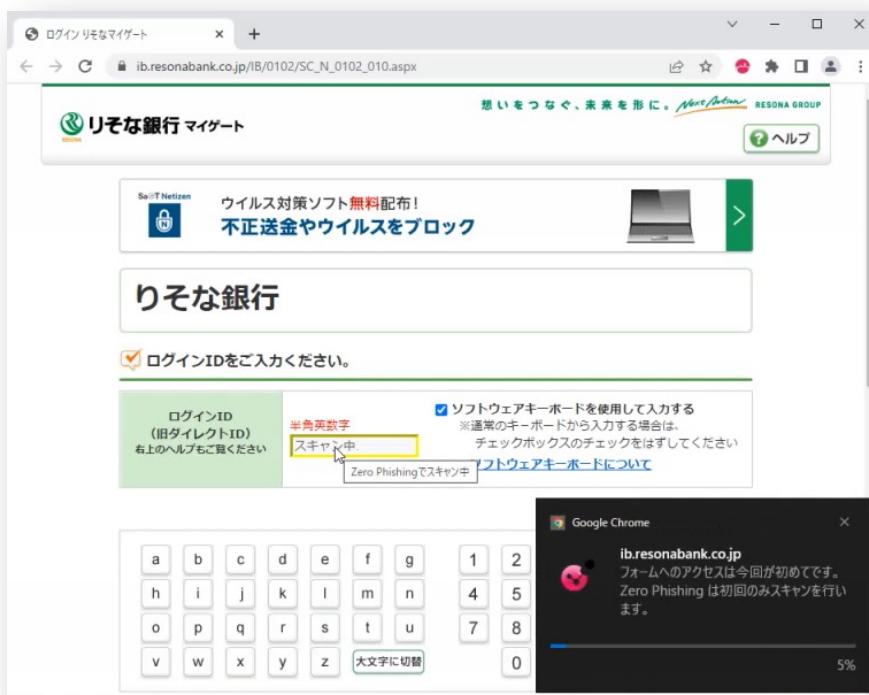 ログイン りそなマイゲート
ib.resonabank.co.jp/IB/0102/SC_N_0102_010.aspx
想いをつなぐ、未来を形に。 Next Action RESONA GROUP
RESONA
りそな銀行 マイゲート
ヘルプ
SaAT Netizen
N
ウイルス対策ソフト無料配布!
不正送金やウイルスをブロック
りそな銀行
ログインIDをご入力ください。
ログインID
(旧ダイレクトID)
右上のヘルプもご覧ください
半角英数字
スキャン中.
Zero Phishingでスキャン中
ソフトウェアキーボードを使用して入力する
※通常のキーボードから入力する場合は、
チェックボックスのチェックをはずしてください
ソフトウェアキーボードについて
a b c d e f g 1 2
h i j k l m n 4 5
o p q r s t u 7 8
v w x y z 大文字に切替 0
Google Chrome
ib.resonabank.co.jp
フォームへのアクセスは今回が初めてです。
Zero Phishing は初回のみスキャンを行い
ます。
5%